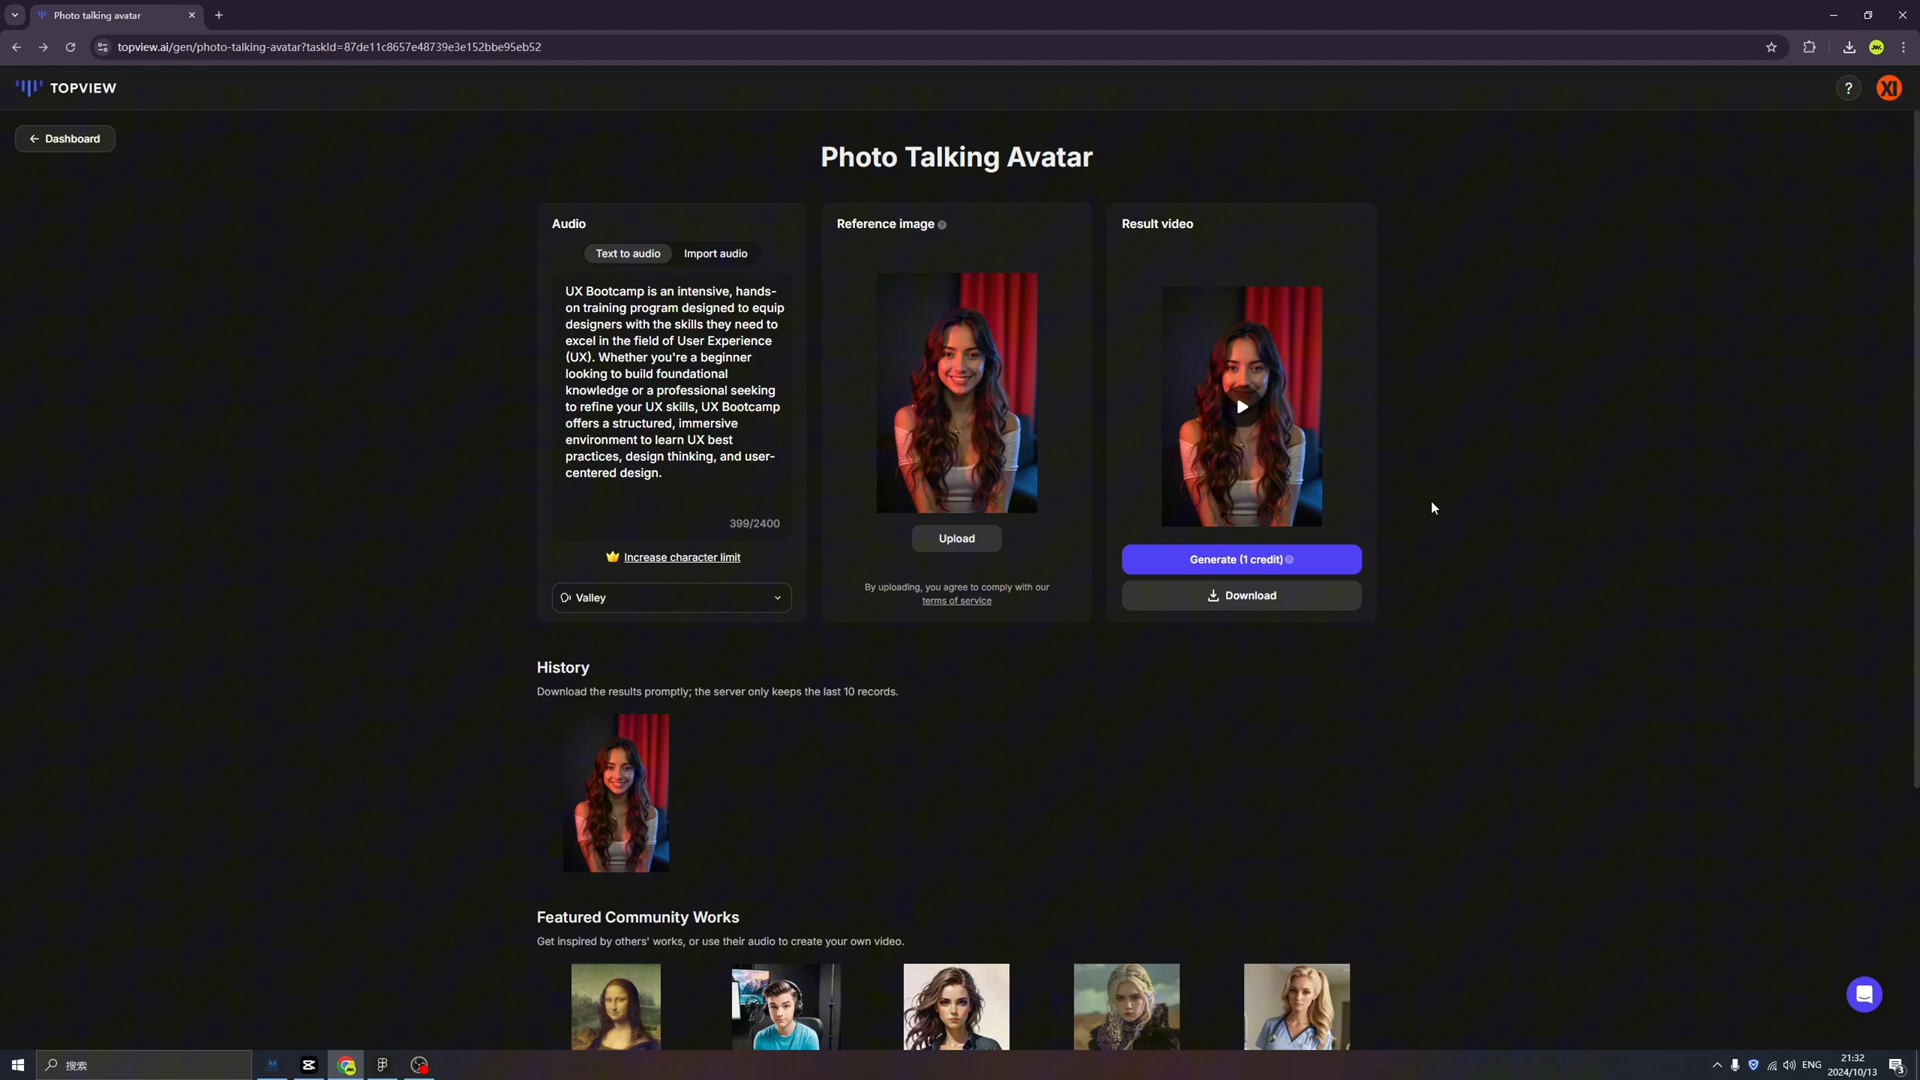 Photo talking avatar
topview.ai/gen/photo-talking-avatar?taskId=87de11c8657e48739e3e152bbe95eb52
TOPVIEW
?
XI
Dashboard
Photo Talking Avatar
Audio
Text to audio
Import audio
UX Bootcamp is an intensive, hands-
on training program designed to equip
designers with the skills they need to
excel in the field of User Experience
(UX). Whether you're a beginner
looking to build foundational
knowledge or a professional seeking
to refine your UX skills, UX Bootcamp
offers a structured, immersive
environment to learn UX best
practices, design thinking, and user-
centered design.
399/2400
Increase character limit
Valley
Reference image
Upload
By uploading, you agree to comply with our
terms of service
Result video
Generate (1 credit)
Download
History
Download the results promptly; the server only keeps the last 10 records.
Featured Community Works
Get inspired by others' works, or use their audio to create your own video.
搜索
ENG
21:32
2024/10/13
3